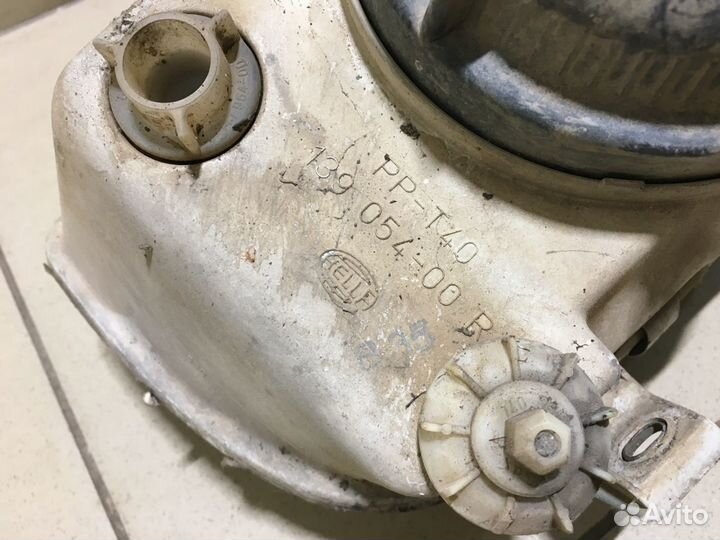 PP-T40
139 054-00 R
HELLA
Avito